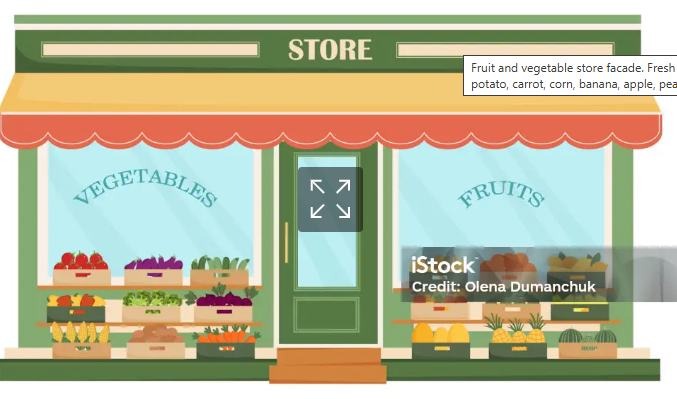 STORE
Fruit and vegetable store facade. Fresh
potato, carrot, corn, banana, apple, pea
VEGETABLES
FRUITS
iStock
Credit: Olena Dumanchuk